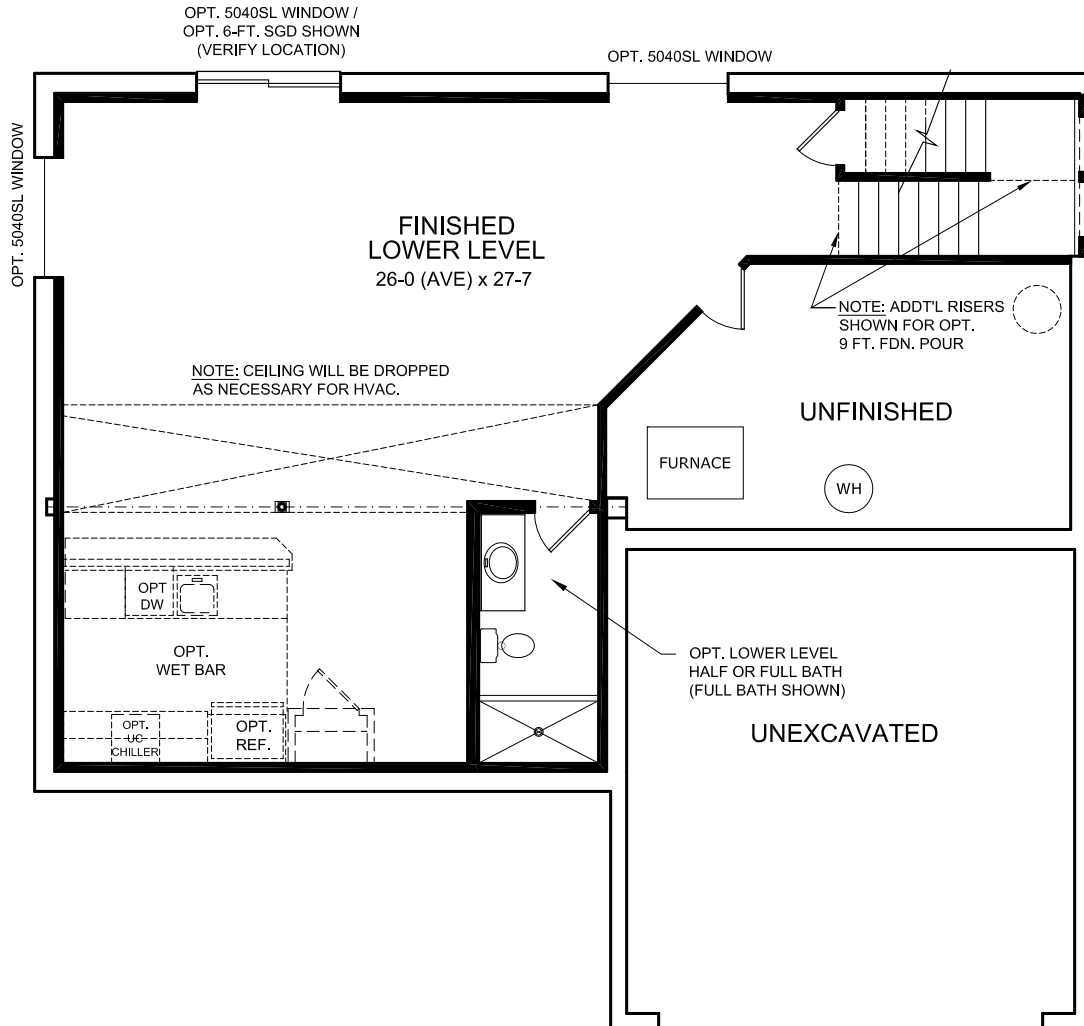 OPT. 5040SL WINDOW /
OPT. 6-FT. SGD SHOWN
(VERIFY LOCATION)
OPT. 5040SL WINDOW
OPT. 5040SL WINDOW
FINISHED
LOWER LEVEL
26-0 (AVE) x 27-7
NOTE: ADDT'L RISERS
SHOWN FOR OPT.
9 FT. FDN. POUR
NOTE: CEILING WILL BE DROPPED
AS NECESSARY FOR HVAC.
UNFINISHED
FURNACE
WH
OPT
DW
OPT.
WET BAR
OPT. LOWER LEVEL
HALF OR FULL BATH
(FULL BATH SHOWN)
OPT.
UC
CHILLER
OPT.
REF.
UNEXCAVATED